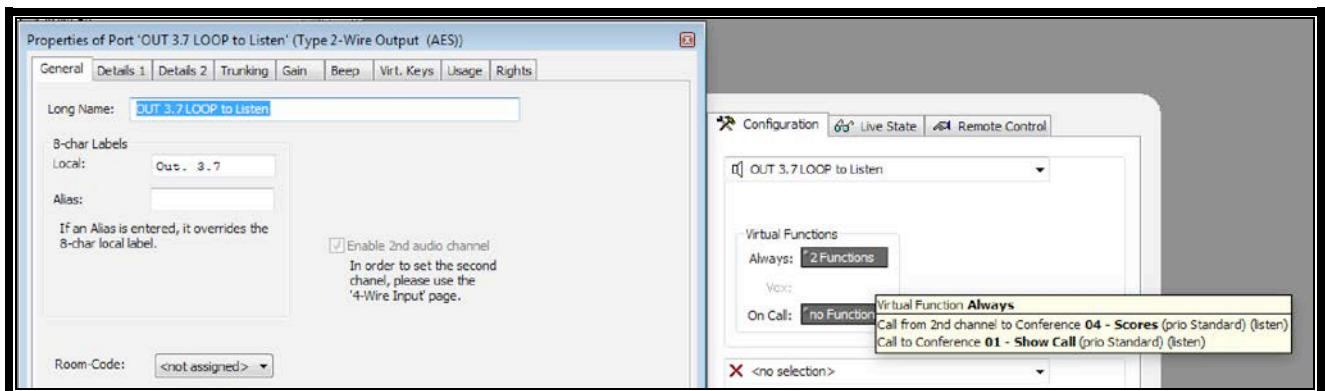 Properties of Port 'OUT 3.7 LOOP to Listen' (Type 2-Wire Output (AES))
General Details 1 Details 2 Trunking Gain Beep Virt. Keys Usage Rights
Long Name: OUT 3.7 LOOP to Listen
8-char Labels
Local: Out. 3.7
Alias:
If an Alias is entered, it overrides the
8-char local label.
Enable 2nd audio channel
In order to set the second
chanel, please use the
'4-Wire Input' page.
Room-Code: <not assigned>
Configuration Live State Remote Control
OUT 3.7 LOOP to Listen
Virtual Functions
Always: 2 Functions
Vox:
On Call: no Function
Virtual Function Always
Call from 2nd channel to Conference 04 - Scores (prio Standard) (listen)
Call to Conference 01 - Show Call (prio Standard) (listen)
<no selection>